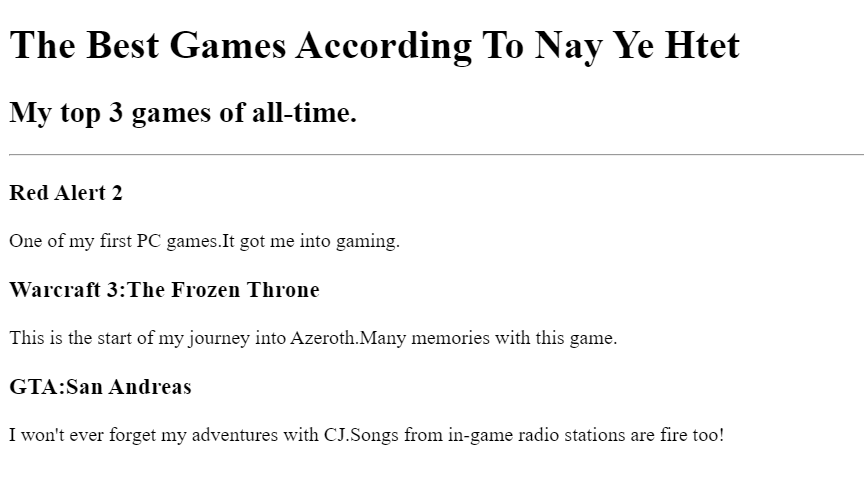 The Best Games According To Nay Ye Htet
My top 3 games of all-time.
Red Alert 2
One of my first PC games.It got me into gaming.
Warcraft 3:The Frozen Throne
This is the start of my journey into Azeroth.Many memories with this game.
GTA:San Andreas
I won't ever forget my adventures with CJ.Songs from in-game radio stations are fire too!